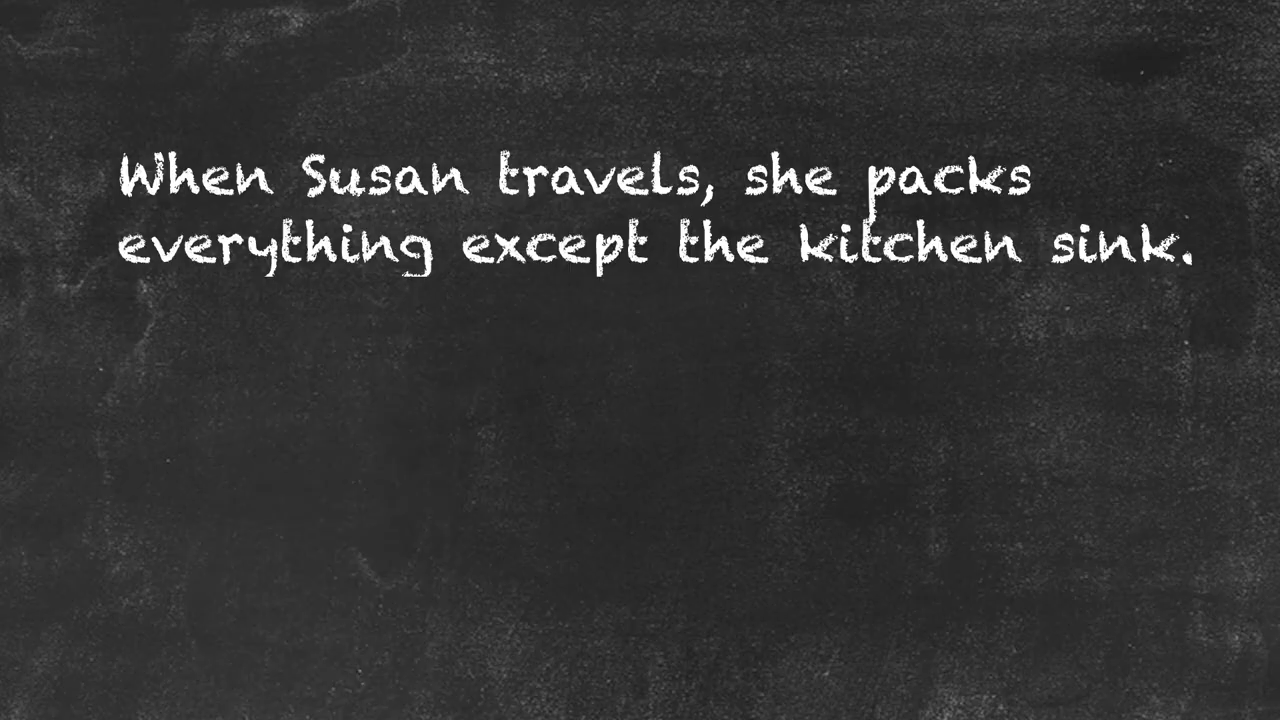 When Susan travels, she packs
everything except the kitchen sink.